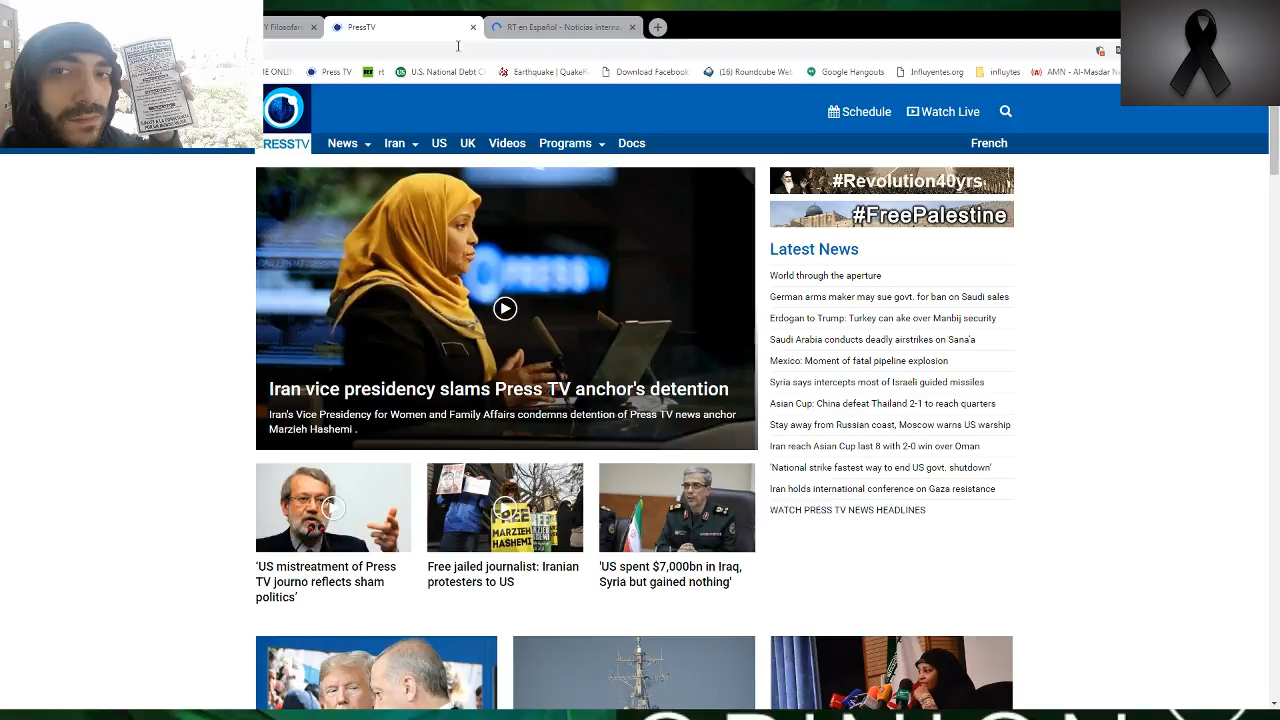 Y Filosofar
PressTV
RT en Español - Noticias interna
E ONLIN
Press TV
rt
U.S. National Debt C
Earthquake | QuakeF
Download Facebook
(16) Roundcube We
Google Hangouts
Influyentes.org
influytes
AMN - Al-Masdar Ne
Schedule
Watch Live
RESSTV
News
Iran
US
UK
Videos
Programs
Docs
French
#Revolution40yrs
#FreePalestine
Latest News
World through the aperture
German arms maker may sue govt. for ban on Saudi sales
Erdogan to Trump: Turkey can ake over Manbij security
Saudi Arabia conducts deadly airstrikes on Sana'a
Mexico: Moment of fatal pipeline explosion
Syria says intercepts most of Israeli guided missiles
Asian Cup: China defeat Thailand 2-1 to reach quarters
Stay away from Russian coast, Moscow warns US warship
Iran reach Asian Cup last 8 with 2-0 win over Oman
'National strike fastest way to end US govt. shutdown'
Iran holds international conference on Gaza resistance
WATCH PRESS TV NEWS HEADLINES
Iran vice presidency slams Press TV anchor's detention
Iran's Vice Presidency for Women and Family Affairs condemns detention of Press TV news anchor
Marzieh Hashemi .
FREE
MARZIEH
HASHEMI
'US mistreatment of Press
TV journo reflects sham
politics'
Free jailed journalist: Iranian
protesters to US
'US spent $7,000bn in Iraq,
Syria but gained nothing'